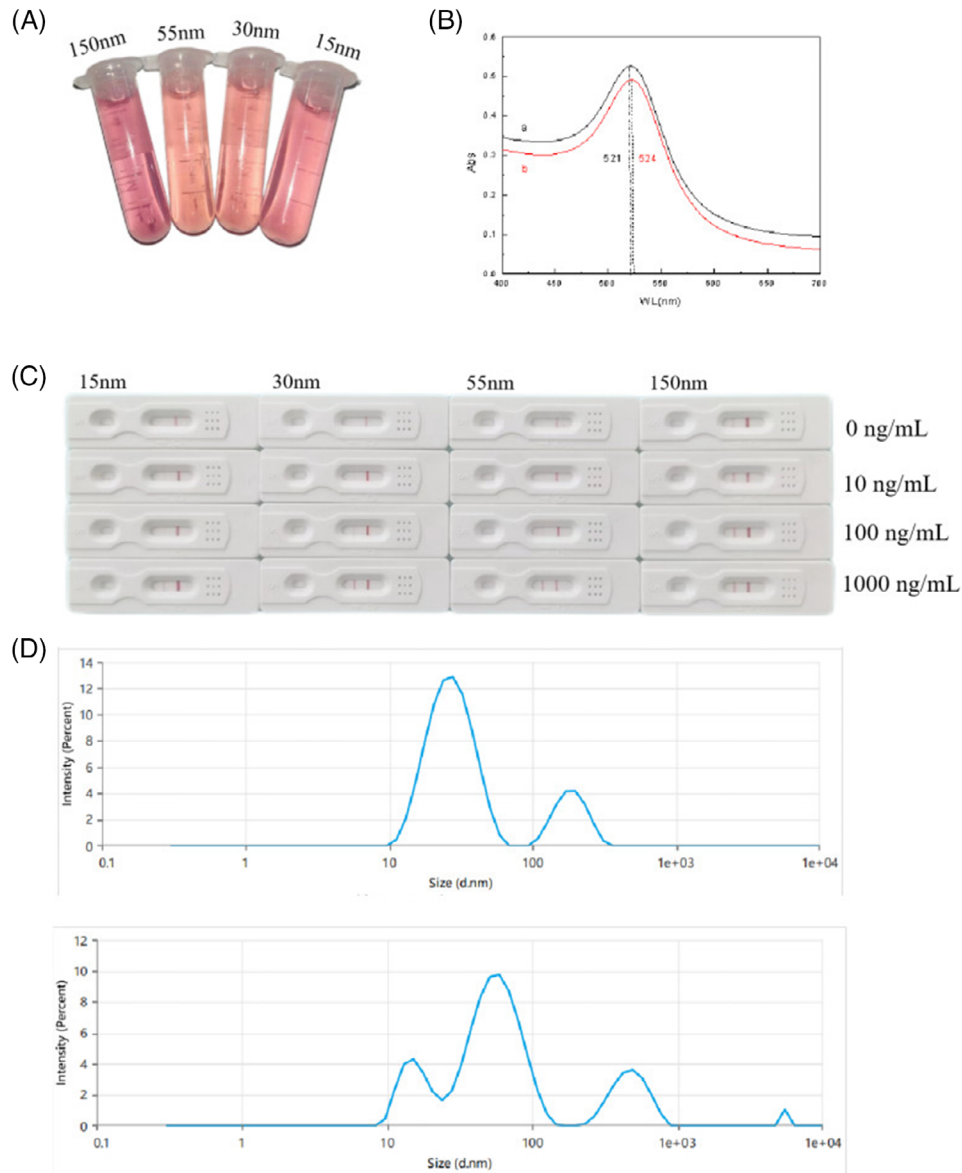 (A)
150nm 55nm 30nm 15nm
(B)
0.6
0.5
0.4
0.3
0.2
0.1
0.0
Abs
a
b
521 524
400 450 500 550 600 650 700
WL(nm)
(C)
15nm 30nm 55nm 150nm
0 ng/mL
10 ng/mL
100 ng/mL
1000 ng/mL
(D)
Intensity (Percent)
14
12
10
8
6
4
2
0
0.1 1 10 100 1e+03 1e+04
Size (d.nm)
Intensity (Percent)
12
10
8
6
4
2
0
0.1 1 10 100 1e+03 1e+04
Size (d.nm)